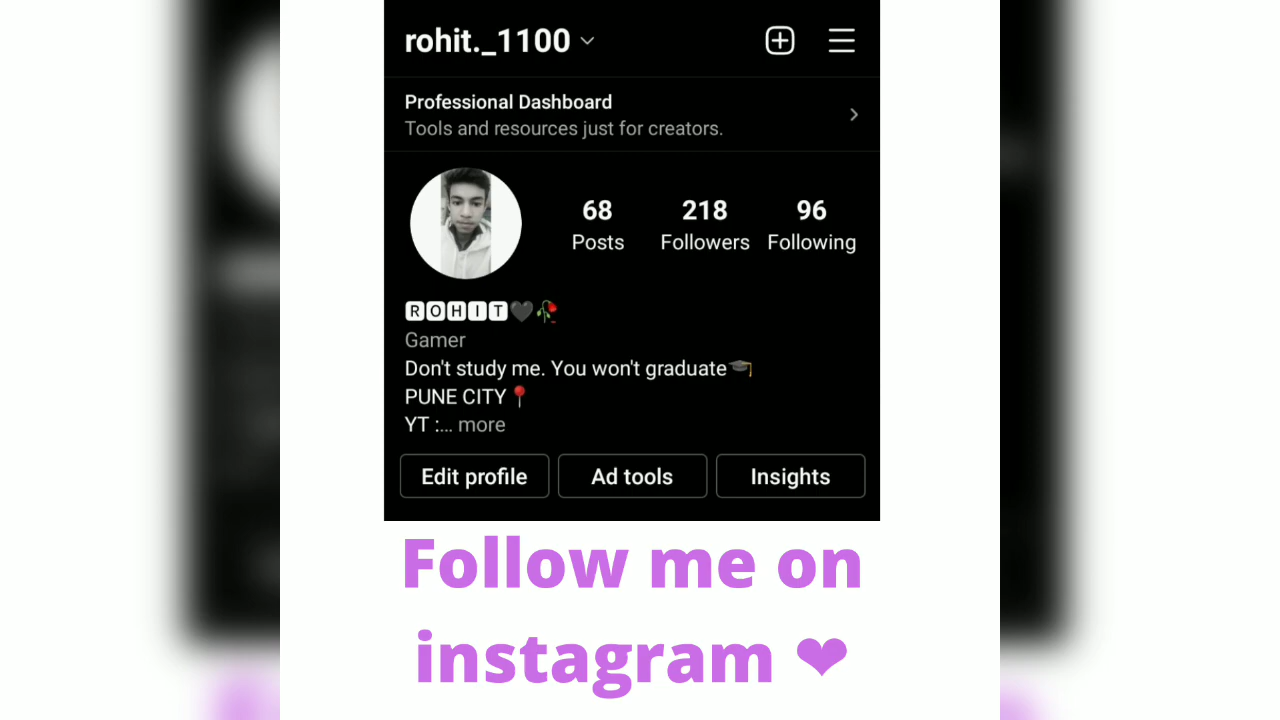 rohit._1100
Professional Dashboard
Tools and resources just for creators.
68 218 96
Posts Followers Following
🆁🅾🅷🅸🆃🖤🥀
Gamer
Don't study me. You won't graduate🎓
PUNE CITY📍
YT :... more
Edit profile Ad tools Insights
Follow me on
instagram ❤